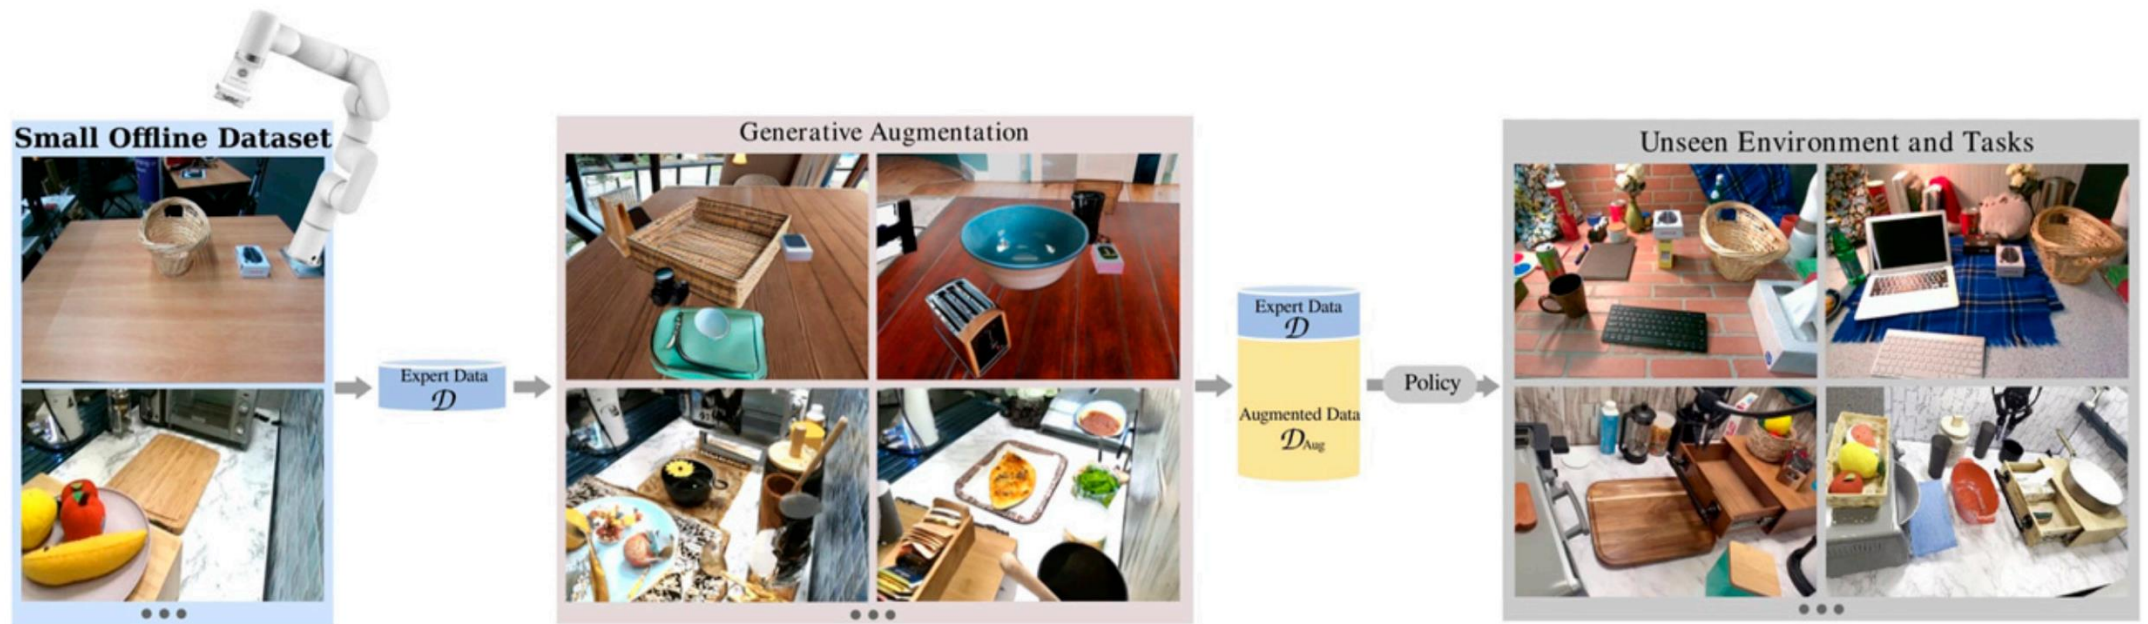 Small Offline Dataset
Expert Data
𝒟
Generative Augmentation
Expert Data
𝒟
Augmented Data
𝒟Aug
Policy
Unseen Environment and Tasks